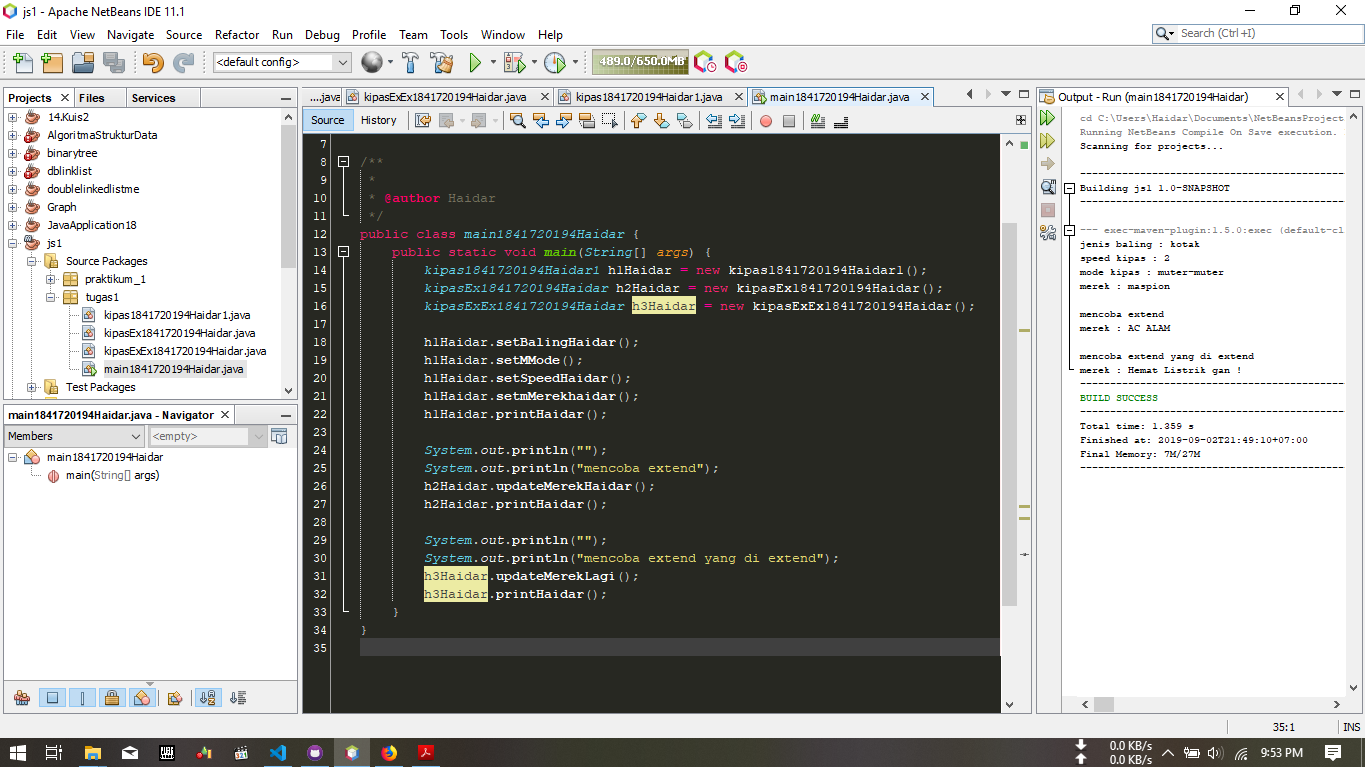 js1 - Apache NetBeans IDE 11.1
File Edit View Navigate Source Refactor Run Debug Profile Team Tools Window Help
Search (Ctrl+I)
<default config>
489.0/650.0MB
Projects Files Services
14.Kuis2
AlgoritmaStrukturData
binarytree
dblinklist
doublelinkedlistme
Graph
JavaApplication18
js1
Source Packages
praktikum_1
tugas1
kipas1841720194Haidar1.java
kipasEx1841720194Haidar.java
kipasExEx1841720194Haidar.java
main1841720194Haidar.java
Test Packages
main1841720194Haidar.java - Navigator
Members <empty>
main1841720194Haidar
main(String[] args)
....java kipasExEx1841720194Haidar.java kipas1841720194Haidar1.java main1841720194Haidar.java
Source History
7
8 /**
9 *
10 * @author Haidar
11 */
12 public class main1841720194Haidar {
13 public static void main(String[] args) {
14 kipas1841720194Haidar1 h1Haidar = new kipas1841720194Haidar1();
15 kipasEx1841720194Haidar h2Haidar = new kipasEx1841720194Haidar();
16 kipasExEx1841720194Haidar h3Haidar = new kipasExEx1841720194Haidar();
17
18 h1Haidar.setBalingHaidar();
19 h1Haidar.setMMode();
20 h1Haidar.setSpeedHaidar();
21 h1Haidar.setmMerekhaidar();
22 h1Haidar.printHaidar();
23
24 System.out.println("");
25 System.out.println("mencoba extend");
26 h2Haidar.updateMerekHaidar();
27 h2Haidar.printHaidar();
28
29 System.out.println("");
30 System.out.println("mencoba extend yang di extend");
31 h3Haidar.updateMerekLagi();
32 h3Haidar.printHaidar();
33 }
34 }
35
Output - Run (main1841720194Haidar)
cd C:\Users\Haidar\Documents\NetBeansProject
Running NetBeans Compile On Save execution.
Scanning for projects...
------------------------------------------
Building js1 1.0-SNAPSHOT
------------------------------------------
--- exec-maven-plugin:1.5.0:exec (default-cl
jenis baling : kotak
speed kipas : 2
mode kipas : muter-muter
merek : maspion
mencoba extend
merek : AC ALAM
mencoba extend yang di extend
merek : Hemat Listrik gan !
------------------------------------------
BUILD SUCCESS
------------------------------------------
Total time: 1.359 s
Finished at: 2019-09-02T21:49:10+07:00
Final Memory: 7M/27M
------------------------------------------
35:1 INS
0.0 KB/s
0.0 KB/s
9:53 PM